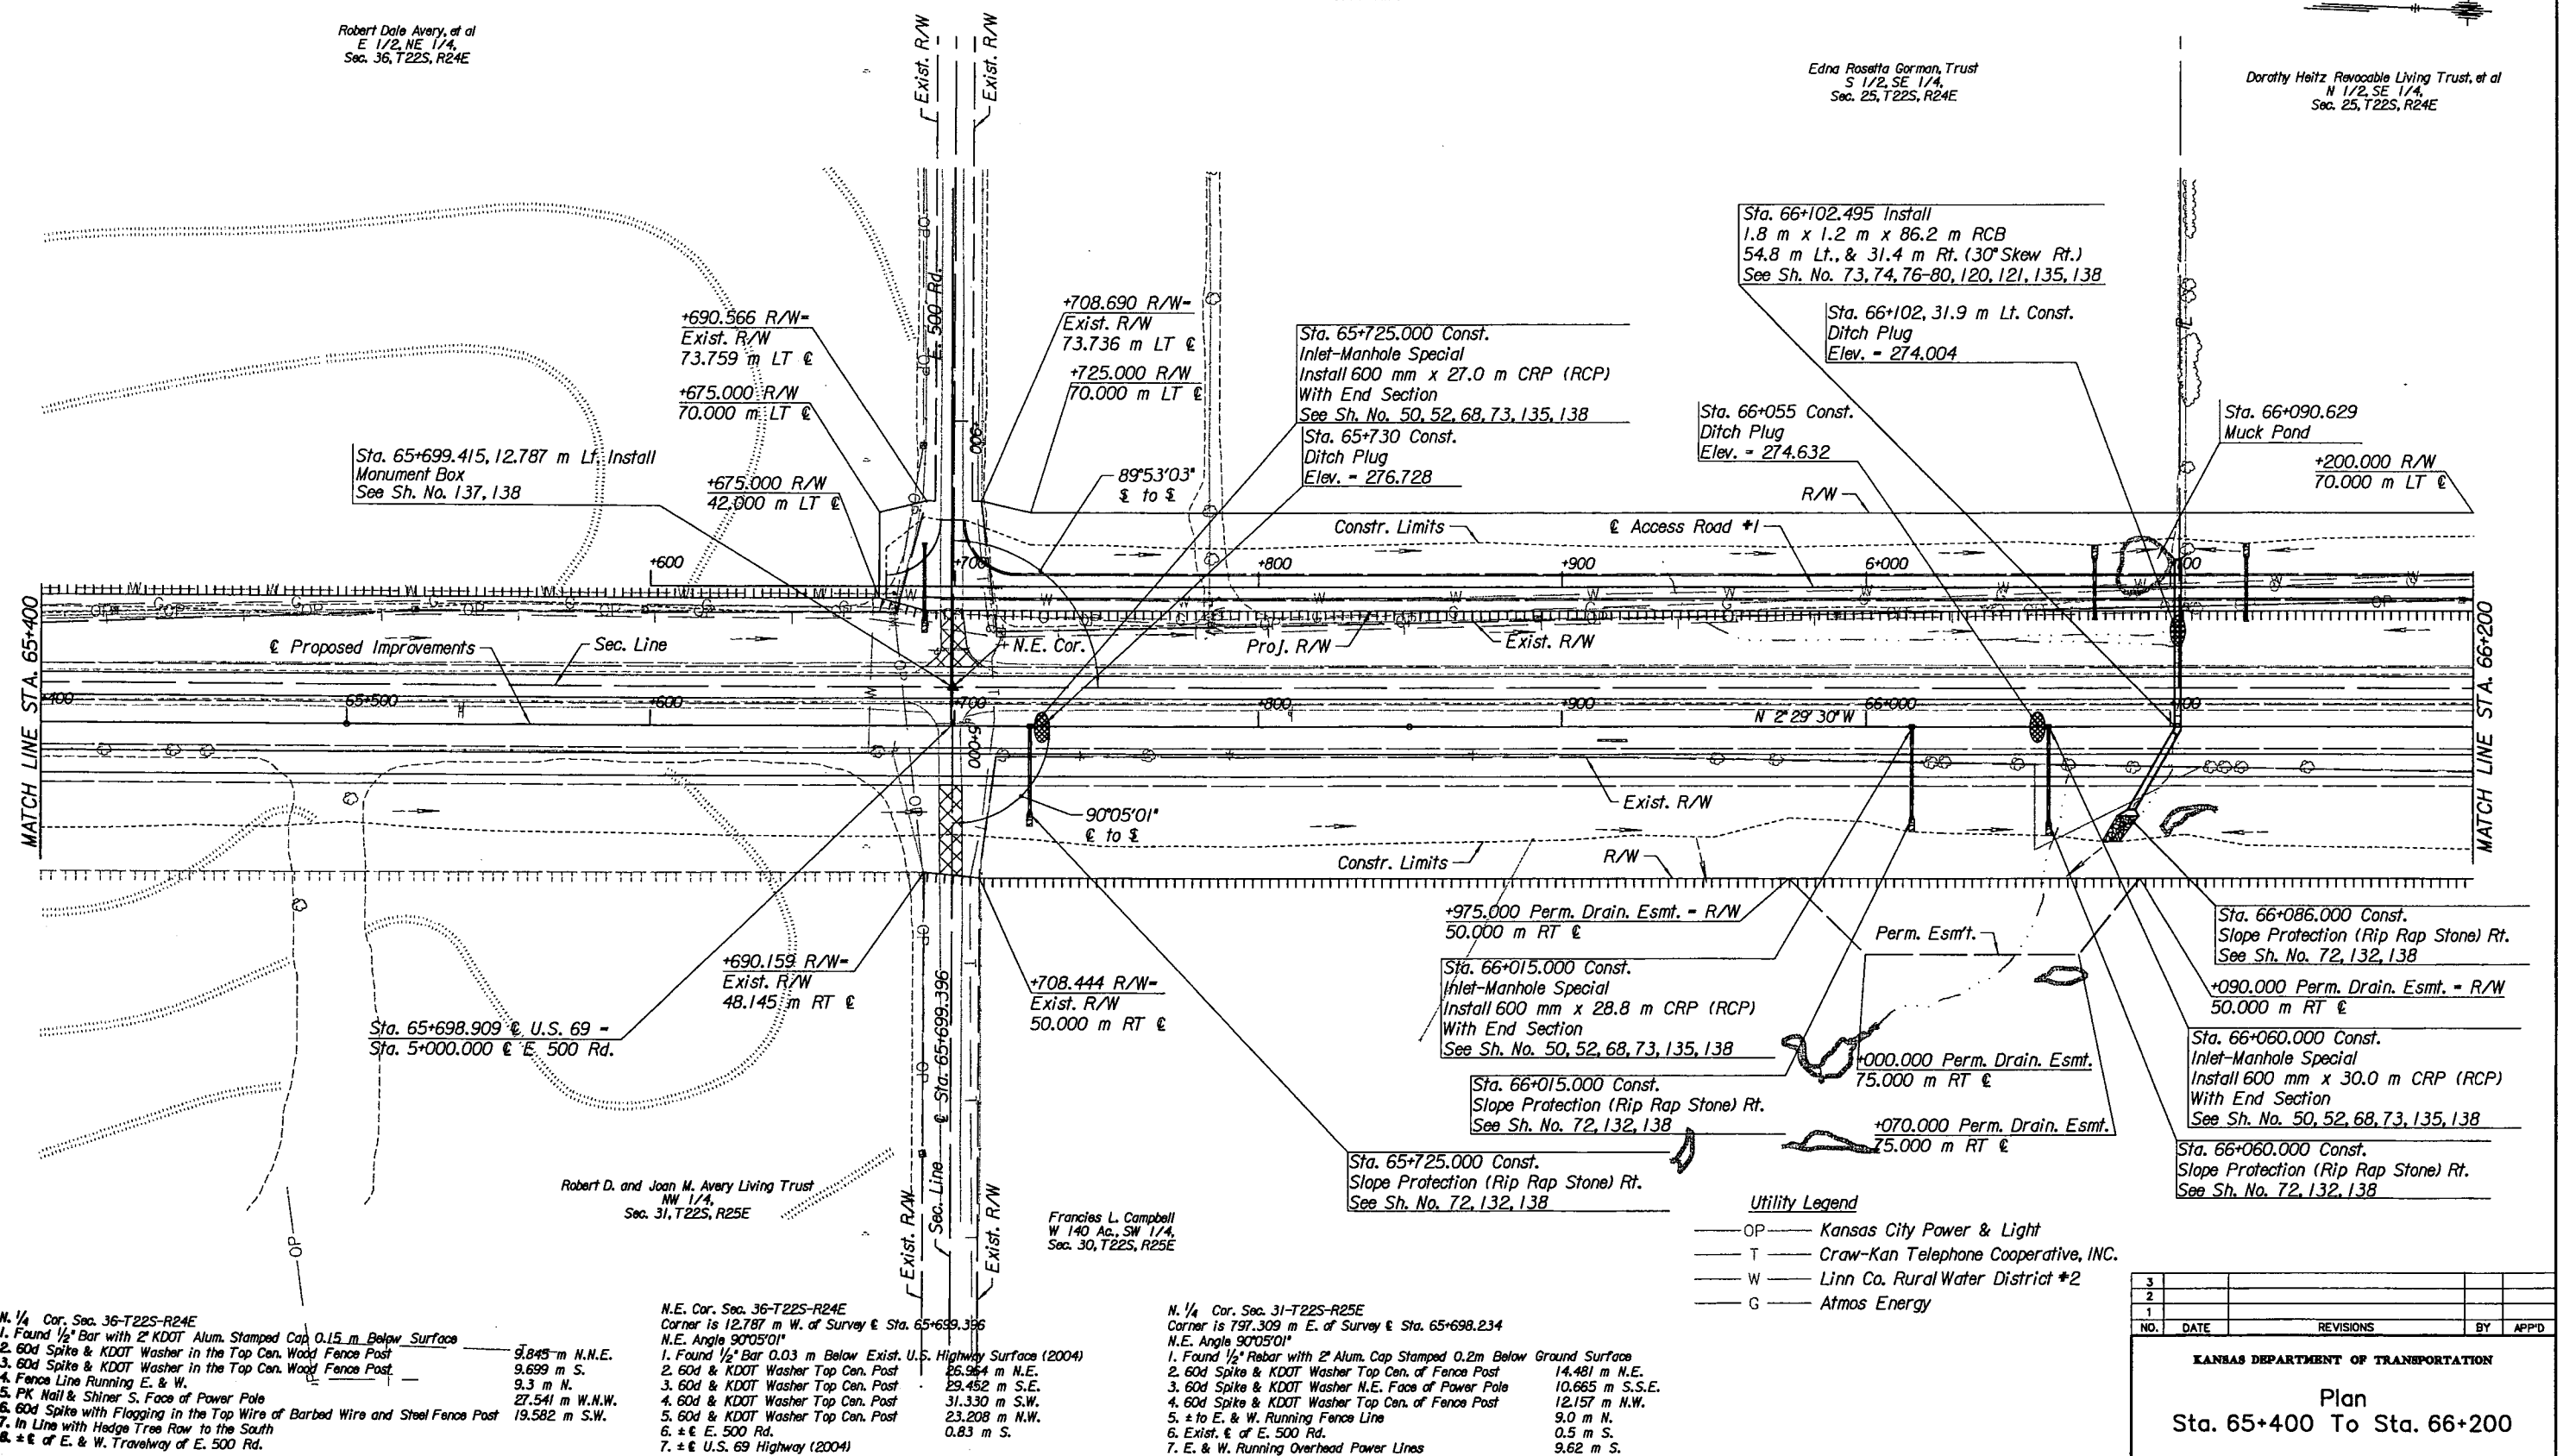 Robert Dale Avery, et al
E 1/2, NE 1/4,
Sec. 36, T22S, R24E
Exist. R/W
Exist. R/W
Edna Rosetta Gorman, Trust
S 1/2, SE 1/4,
Sec. 25, T22S, R24E
Dorothy Heitz Revocable Living Trust, et al
N 1/2, SE 1/4,
Sec. 25, T22S, R24E
E. 500 Rd.
+690.566 R/W=
Exist. R/W
73.759 m LT ℄
+675.000 R/W
70.000 m LT ℄
+675.000 R/W
42.000 m LT ℄
Sta. 65+699.415, 12.787 m Lt. Install
Monument Box
See Sh. No. 137, 138
+708.690 R/W=
Exist. R/W
73.736 m LT ℄
+725.000 R/W
70.000 m LT ℄
89°53'03"
Sta. 65+725.000 Const.
Inlet-Manhole Special
Install 600 mm x 27.0 m CRP (RCP)
With End Section
See Sh. No. 50, 52, 68, 73, 135, 138
Sta. 65+730 Const.
Ditch Plug
Elev. = 276.728
Sta. 66+102.495 Install
1.8 m x 1.2 m x 86.2 m RCB
54.8 m Lt., & 31.4 m Rt. (30° Skew Rt.)
See Sh. No. 73, 74, 76-80, 120, 121, 135, 138
Sta. 66+102, 31.9 m Lt. Const.
Ditch Plug
Elev. = 274.004
Sta. 66+055 Const.
Ditch Plug
Elev. = 274.632
Sta. 66+090.629
Muck Pond
+200.000 R/W
70.000 m LT ℄
R/W
Constr. Limits
℄ Access Road #1
+600
+700
+800
+900
6+000
MATCH LINE STA. 65+400
℄ Proposed Improvements
Sec. Line
N.E. Cor.
Proj. R/W
Exist. R/W
MATCH LINE STA. 66+200
+400
65+500
+600
+700
+800
+900
N 2°29'30" W
66+000
5+000
Exist. R/W
90°05'01"
Constr. Limits
R/W
+975.000 Perm. Drain. Esmt. = R/W
50.000 m RT ℄
Perm. Esm't.
Sta. 66+086.000 Const.
Slope Protection (Rip Rap Stone) Rt.
See Sh. No. 72, 132, 138
+090.000 Perm. Drain. Esmt. = R/W
50.000 m RT ℄
+690.159 R/W=
Exist. R/W
48.145 m RT ℄
+708.444 R/W=
Exist. R/W
50.000 m RT ℄
Sta. 65+698.909 ℄ U.S. 69 =
Sta. 5+000.000 ℄ E. 500 Rd.
℄ Sta. 65+699.396
Sec. Line
Sta. 66+015.000 Const.
Inlet-Manhole Special
Install 600 mm x 28.8 m CRP (RCP)
With End Section
See Sh. No. 50, 52, 68, 73, 135, 138
Sta. 66+015.000 Const.
Slope Protection (Rip Rap Stone) Rt.
See Sh. No. 72, 132, 138
+000.000 Perm. Drain. Esmt.
75.000 m RT ℄
+070.000 Perm. Drain. Esmt.
75.000 m RT ℄
Sta. 66+060.000 Const.
Inlet-Manhole Special
Install 600 mm x 30.0 m CRP (RCP)
With End Section
See Sh. No. 50, 52, 68, 73, 135, 138
Sta. 66+060.000 Const.
Slope Protection (Rip Rap Stone) Rt.
See Sh. No. 72, 132, 138
Sta. 65+725.000 Const.
Slope Protection (Rip Rap Stone) Rt.
See Sh. No. 72, 132, 138
Robert D. and Joan M. Avery Living Trust
NW 1/4,
Sec. 31, T22S, R25E
Exist. R/W
Exist. R/W
Francies L. Campbell
W 140 Ac., SW 1/4,
Sec. 30, T22S, R25E
Utility Legend
OP Kansas City Power & Light
T Craw-Kan Telephone Cooperative, INC.
W Linn Co. Rural Water District #2
G Atmos Energy
N. 1/4 Cor. Sec. 36-T22S-R24E
1. Found 1/2" Bar with 2" KDOT Alum. Stamped Cap 0.15 m Below Surface
2. 60d Spike & KDOT Washer in the Top Cen. Wood Fence Post 9.845 m N.N.E.
3. 60d Spike & KDOT Washer in the Top Cen. Wood Fence Post 9.699 m S.
4. Fence Line Running E. & W. 9.3 m N.
5. PK Nail & Shiner S. Face of Power Pole 27.541 m W.N.W.
6. 60d Spike with Flagging in the Top Wire of Barbed Wire and Steel Fence Post 19.582 m S.W.
7. In Line with Hedge Tree Row to the South
8. ± ℄ of E. & W. Travelway of E. 500 Rd.
N.E. Cor. Sec. 36-T22S-R24E
Corner is 12.787 m W. of Survey ℄ Sta. 65+699.396
N.E. Angle 90°05'01"
1. Found 1/2" Bar 0.03 m Below Exist. U.S. Highway Surface (2004)
2. 60d & KDOT Washer Top Cen. Post 26.964 m N.E.
3. 60d & KDOT Washer Top Cen. Post 29.452 m S.E.
4. 60d & KDOT Washer Top Cen. Post 31.330 m S.W.
5. 60d & KDOT Washer Top Cen. Post 23.208 m N.W.
6. ± ℄ E. 500 Rd. 0.83 m S.
7. ± ℄ U.S. 69 Highway (2004)
N. 1/4 Cor. Sec. 31-T22S-R25E
Corner is 797.309 m E. of Survey ℄ Sta. 65+698.234
N.E. Angle 90°05'01"
1. Found 1/2" Rebar with 2" Alum. Cap Stamped 0.2m Below Ground Surface
2. 60d Spike & KDOT Washer Top Cen. of Fence Post 14.481 m N.E.
3. 60d Spike & KDOT Washer N.E. Face of Power Pole 10.665 m S.S.E.
4. 60d Spike & KDOT Washer Top Cen. of Fence Post 12.157 m N.W.
5. ± to E. & W. Running Fence Line 9.0 m N.
6. Exist. ℄ of E. 500 Rd. 0.5 m S.
7. E. & W. Running Overhead Power Lines 9.62 m S.
3
2
1
NO. DATE REVISIONS BY APP'D
KANSAS DEPARTMENT OF TRANSPORTATION
Plan
Sta. 65+400 To Sta. 66+200